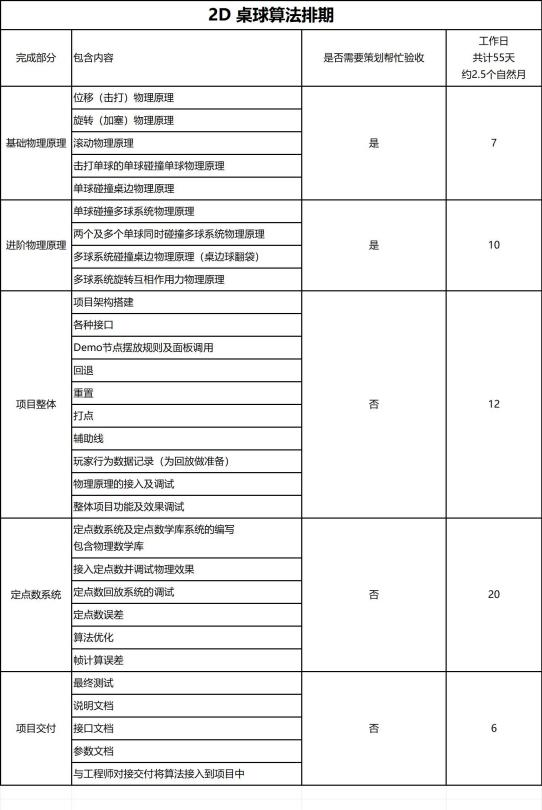 2D 桌球算法排期
完成部分
包含内容
是否需要策划帮忙验收
工作日
共计55天
约2.5个自然月
基础物理原理
位移（击打）物理原理
旋转（加塞）物理原理
滚动物理原理
击打单球的单球碰撞单球物理原理
单球碰撞桌边物理原理
是
7
进阶物理原理
单球碰撞多球系统物理原理
两个及多个单球同时碰撞多球系统物理原理
多球系统碰撞桌边物理原理（桌边球翻袋）
多球系统旋转互相作用力物理原理
是
10
项目整体
项目架构搭建
各种接口
Demo节点摆放规则及面板调用
回退
重置
打点
辅助线
玩家行为数据记录（为回放做准备）
物理原理的接入及调试
整体项目功能及效果调试
否
12
定点数系统
定点数系统及定点数学库系统的编写
包含物理数学库
接入定点数并调试物理效果
定点数回放系统的调试
定点数误差
算法优化
帧计算误差
否
20
项目交付
最终测试
说明文档
接口文档
参数文档
与工程师对接交付将算法接入到项目中
否
6